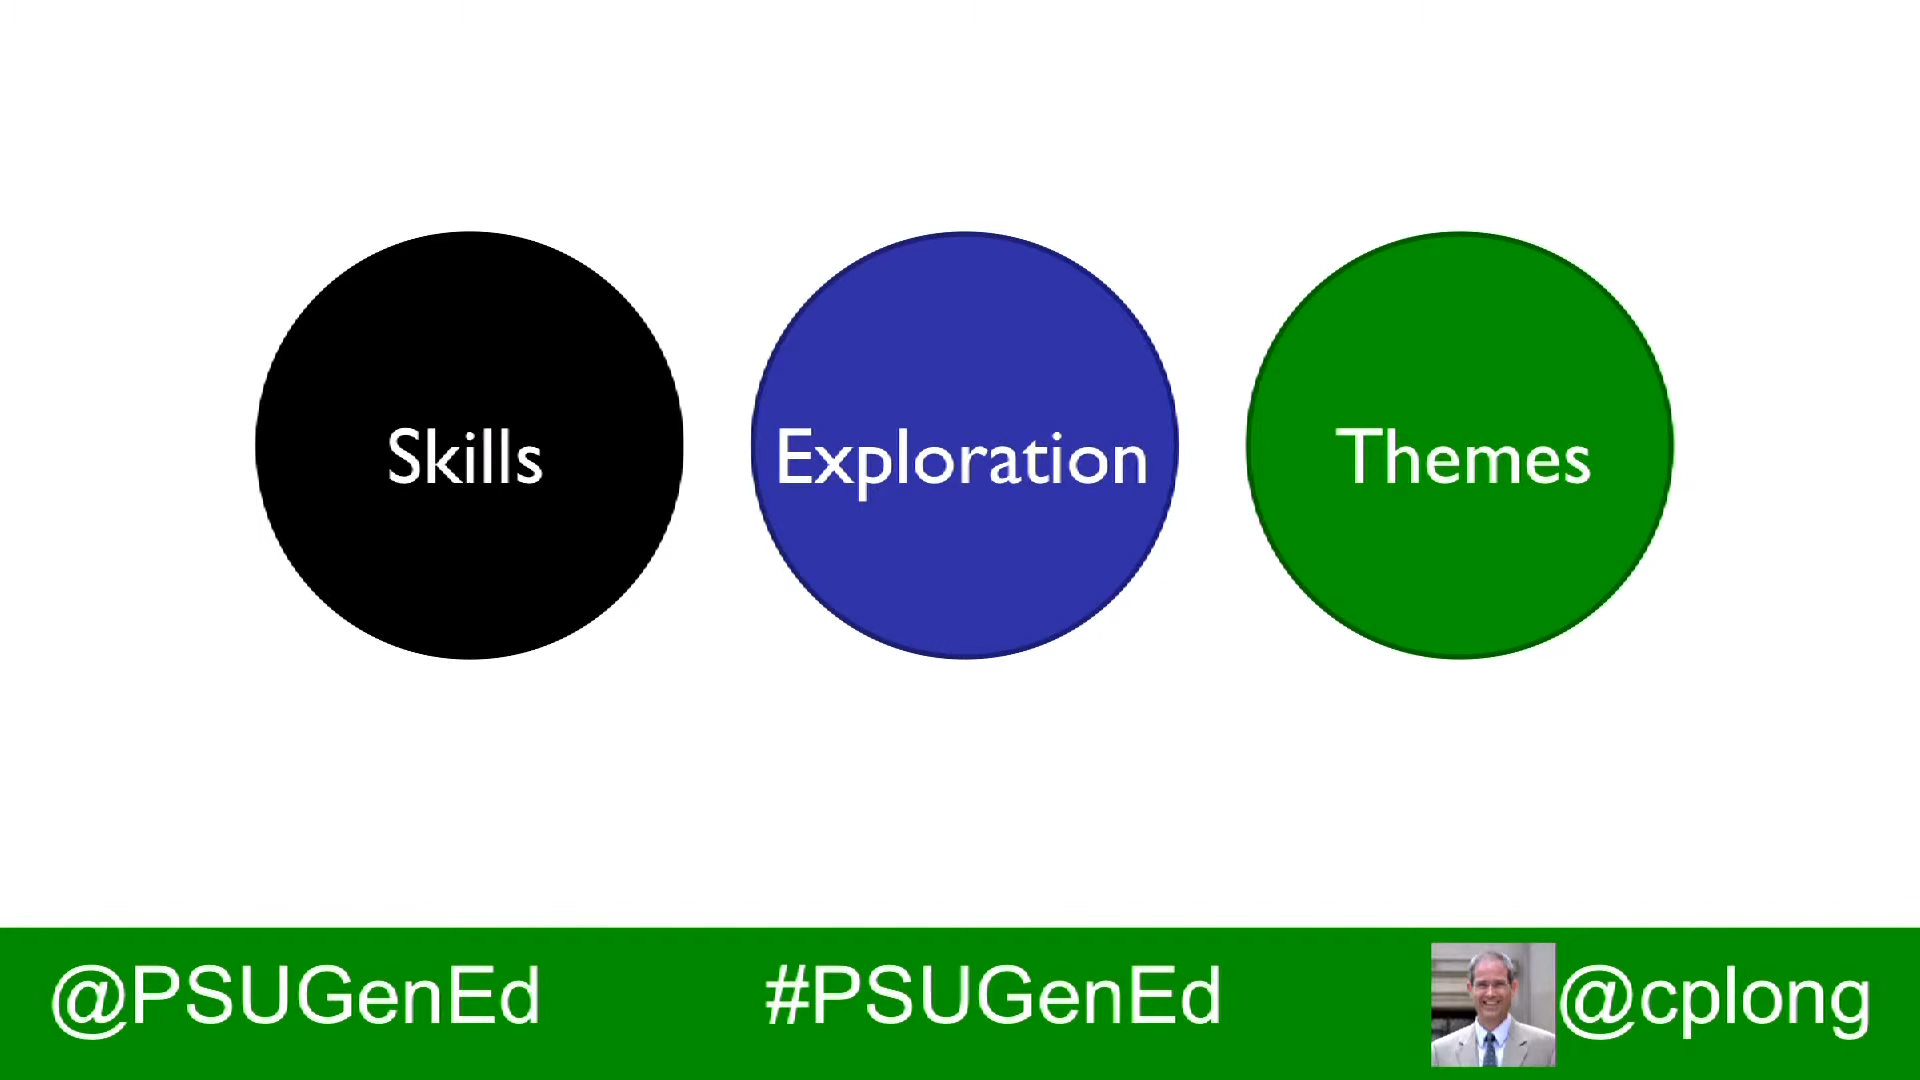 Skills
Exploration
Themes
@PSUGenEd
#PSUGenEd
@cplong